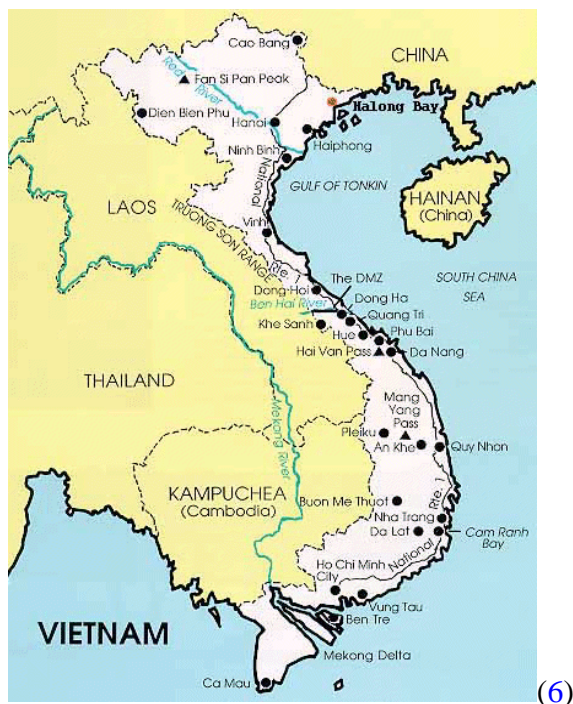 Cao Bang
CHINA
Red River
Fan Si Pan Peak
Halong Bay
Dien Bien Phu
Hanoi
Haiphong
Ninh Binh
National
GULF OF TONKIN
HAINAN
(China)
LAOS
TRUONG SON RANGE
Vinh
Rte. 1
The DMZ
SOUTH CHINA
SEA
Dong Hoi
Dong Ha
Ben Hai River
Quang Tri
Khe Sanh
Hue
Phu Bai
Hai Van Pass
Da Nang
THAILAND
Mekong River
Mang
Yang
Pass
Pleiku
An Khe
Quy Nhon
KAMPUCHEA
(Cambodia)
Buon Me Thuot
Rte. 1
Nha Trang
Da Lat
Cam Ranh
Bay
National
Ho Chi Minh
City
Vung Tau
Ben Tre
VIETNAM
Mekong Delta
Ca Mau
(6)